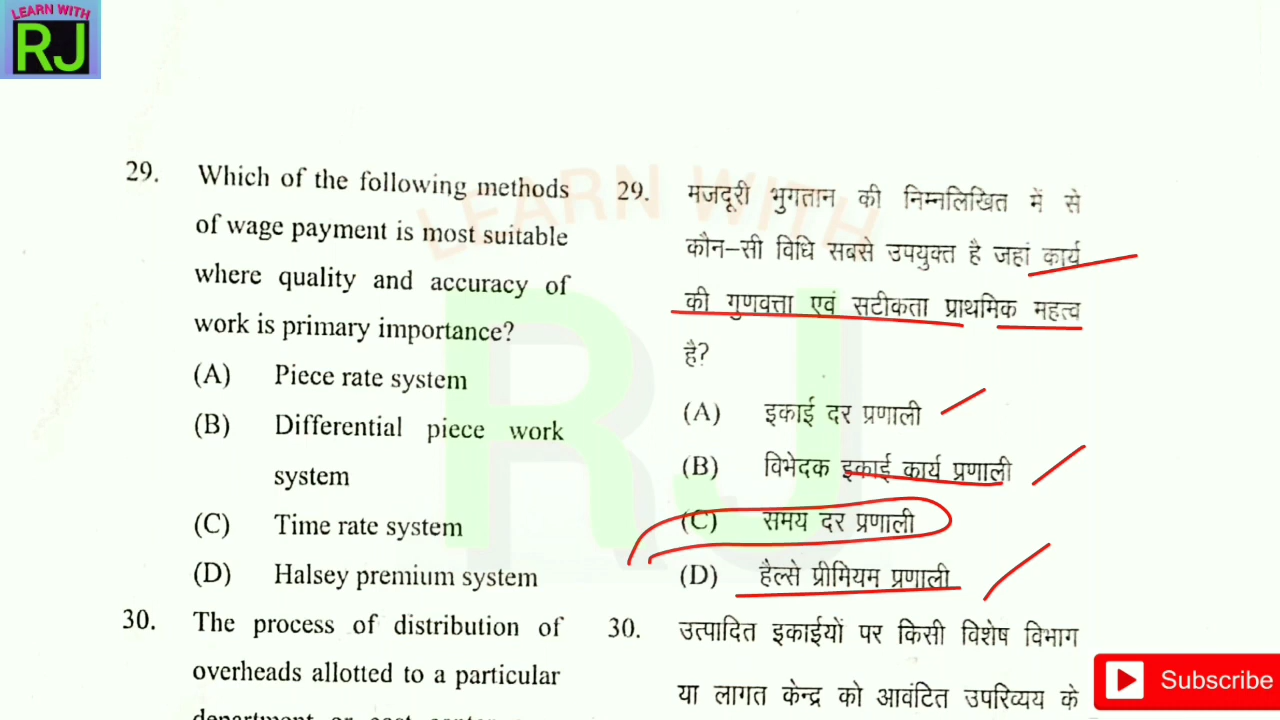 LEARN WITH
RJ
LEARN WITH
RJ
29. Which of the following methods
of wage payment is most suitable
where quality and accuracy of
work is primary importance?
(A) Piece rate system
(B) Differential piece work
system
(C) Time rate system
(D) Halsey premium system
30. The process of distribution of
overheads allotted to a particular
29. मजदूरी भुगतान की निम्नलिखित में से
कौन–सी विधि सबसे उपयुक्त है जहां कार्य
की गुणवत्ता एवं सटीकता प्राथमिक महत्व
है?
(A) इकाई दर प्रणाली
(B) विभेदक इकाई कार्य प्रणाली
(C) समय दर प्रणाली
(D) हैल्से प्रीमियम प्रणाली
30. उत्पादित इकाईयों पर किसी विशेष विभाग
या लागत केन्द्र को आवंटित उपरिव्यय के
Subscribe